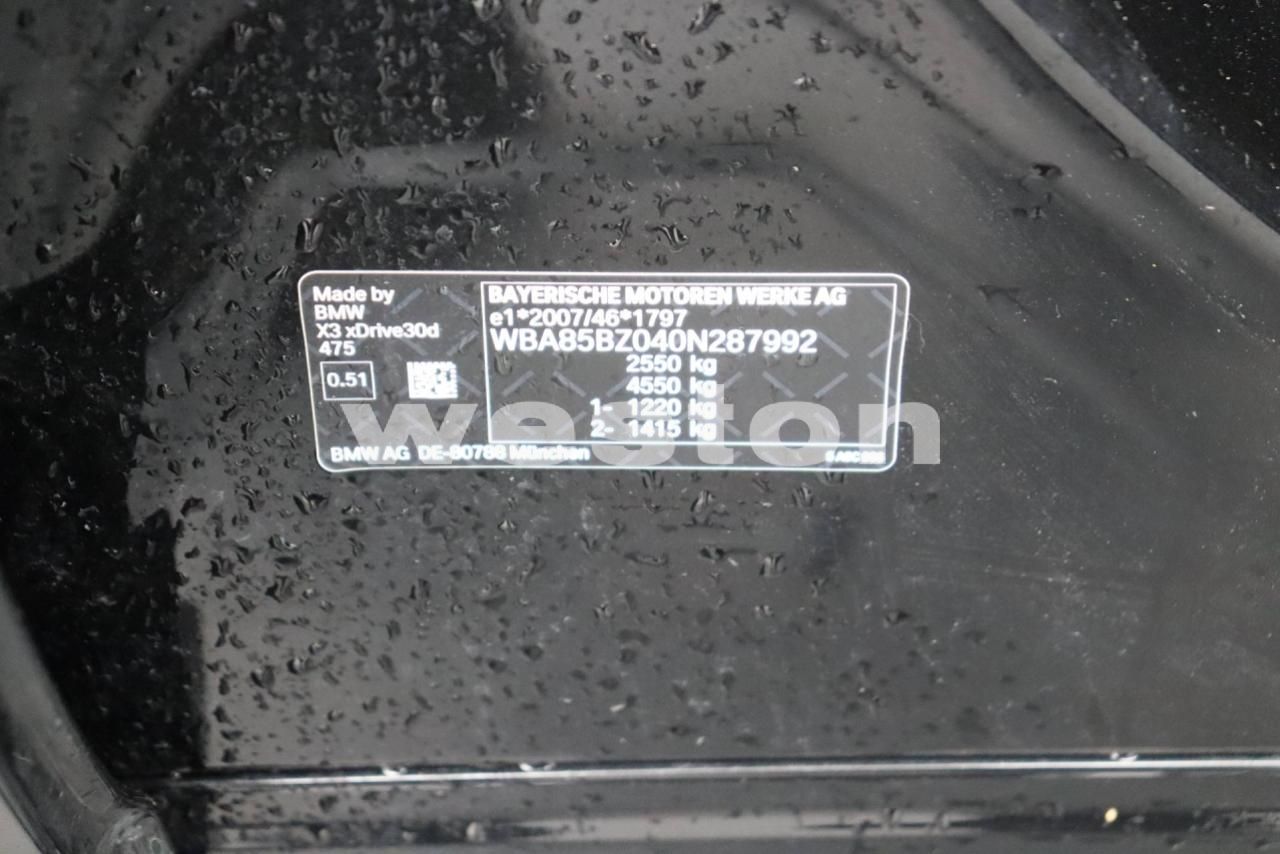 Made by
BMW
X3 xDrive30d
475
0.51
BAYERISCHE MOTOREN WERKE AG
e1*2007/46*1797
WBA85BZ040N287992
2550 kg
4550 kg
1- 1220 kg
2- 1415 kg
BMW AG DE-80788 München
weston